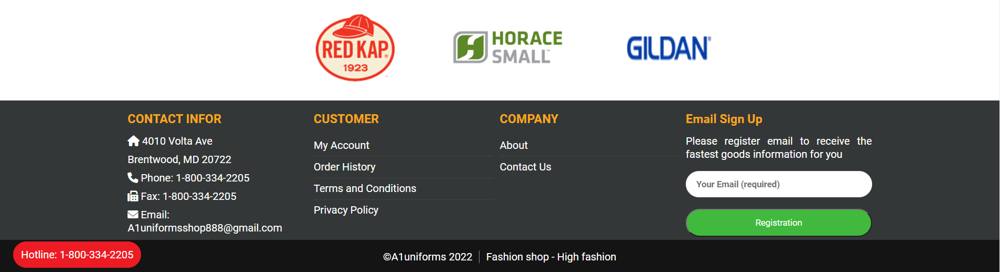 RED KAP®
1923
HORACE
SMALL™
GILDAN®
CONTACT INFOR
4010 Volta Ave
Brentwood, MD 20722
Phone: 1-800-334-2205
Fax: 1-800-334-2205
Email:
A1uniformsshop888@gmail.com
CUSTOMER
My Account
Order History
Terms and Conditions
Privacy Policy
COMPANY
About
Contact Us
Email Sign Up
Please register email to receive the
fastest goods information for you
Your Email (required)
Registration
Hotline: 1-800-334-2205
©A1uniforms 2022
Fashion shop - High fashion